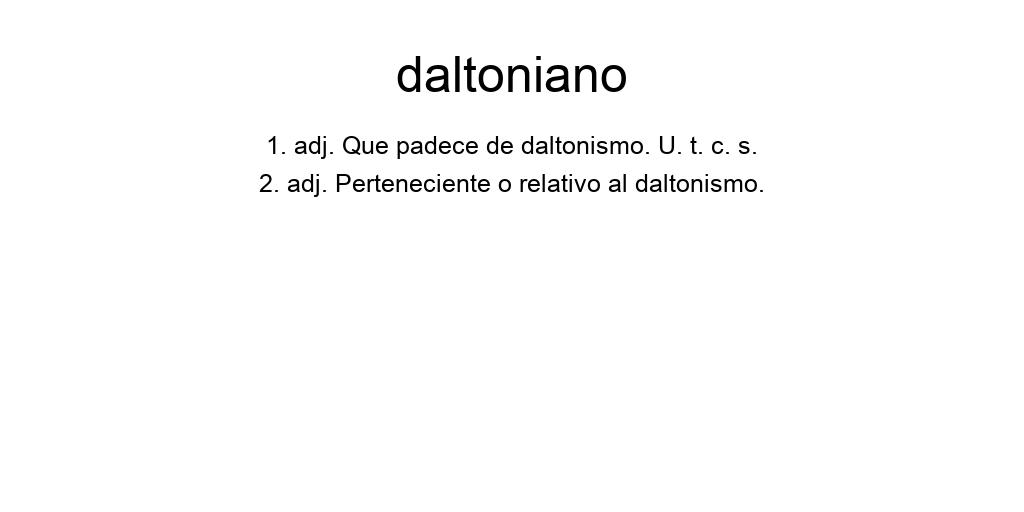 daltoniano
1. adj. Que padece de daltonismo. U. t. c. s.
2. adj. Perteneciente o relativo al daltonismo.